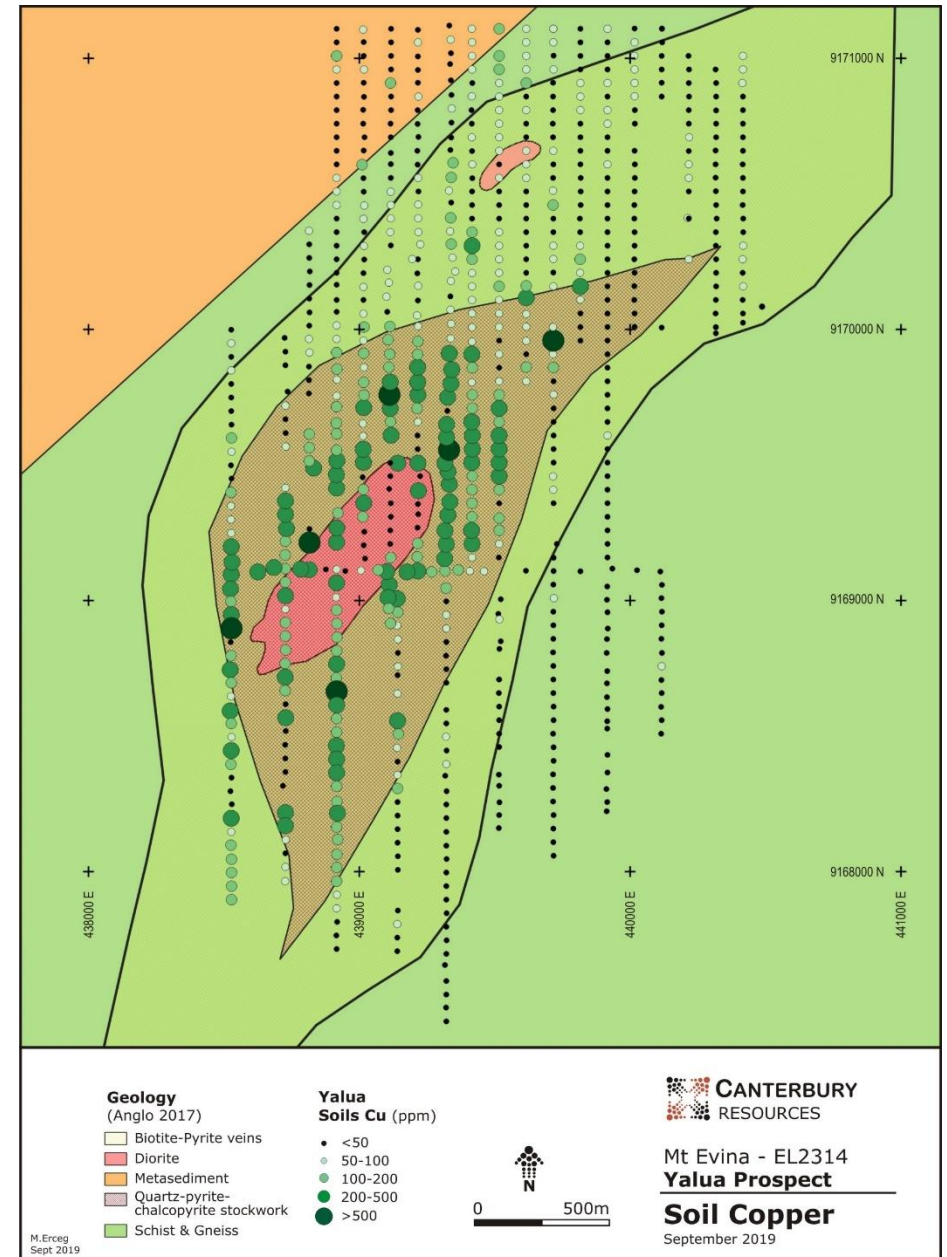 9171000 N
9170000 N
9169000 N
9168000 N
438000 E
439000 E
440000 E
441000 E
Geology
(Anglo 2017)
Biotite-Pyrite veins
Diorite
Metasediment
Quartz-pyrite-
chalcopyrite stockwork
Schist & Gneiss
M.Erceg
Sept 2019
Yalua
Soils Cu (ppm)
<50
50-100
100-200
200-500
>500
N
0 500m
CANTERBURY
RESOURCES
Mt Evina - EL2314
Yalua Prospect
Soil Copper
September 2019